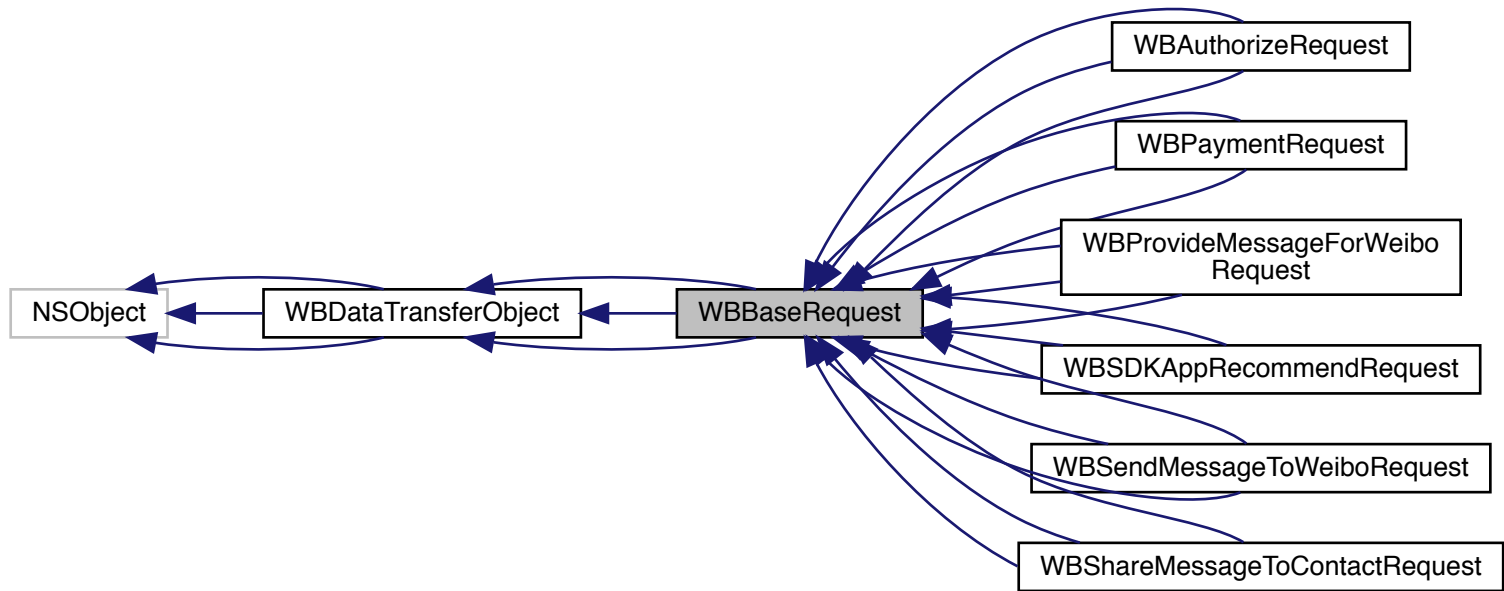 NSObject
WBDataTransferObject
WBBaseRequest
WBAuthorizeRequest
WBPaymentRequest
WBProvideMessageForWeibo
Request
WBSDKAppRecommendRequest
WBSendMessageToWeiboRequest
WBShareMessageToContactRequest